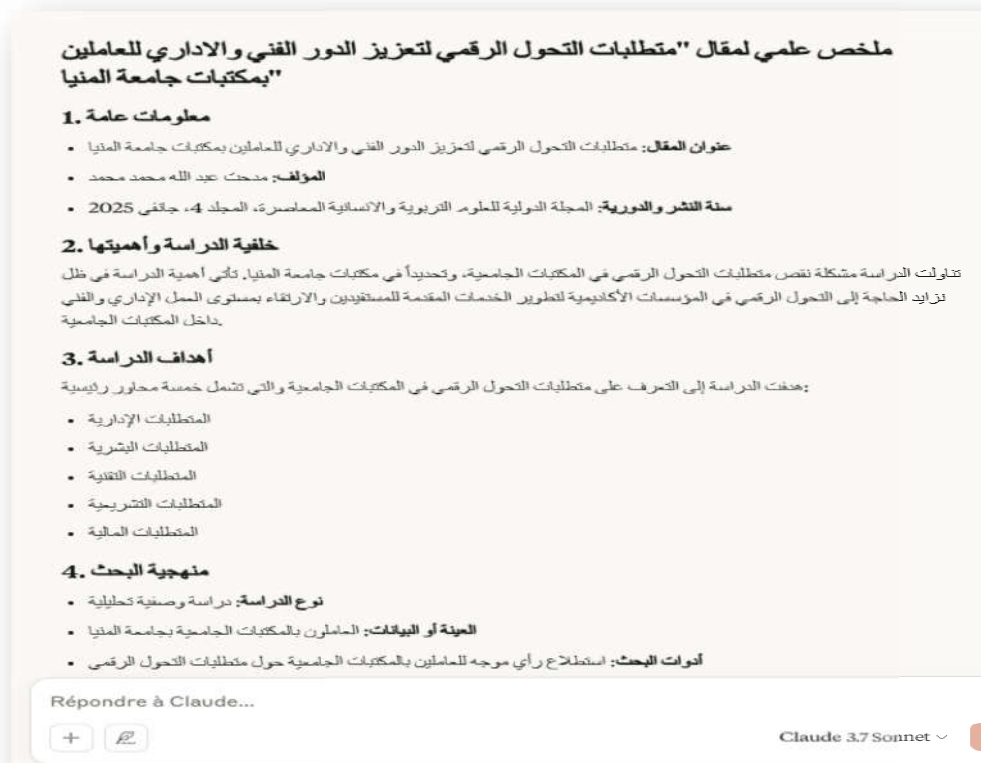 ملخص علمي لمقال "متطلبات التحول الرقمي لتعزيز الدور الفني والاداري للعاملين
بمكتبات جامعة المنيا"
1. معلومات عامة
• عنوان المقال: متطلبات التحول الرقمي لتعزيز الدور الفني والاداري للعاملين بمكتبات جامعة المنيا
• المؤلف: مدحت عبد الله محمد محمد
• سنة النشر والدورية: المجلة الدولية للعلوم التربوية والانسانية المعاصرة، المجلد 4، جانفي 2025
2. خلفية الدراسة وأهميتها
تناولت الدراسة مشكلة نقص متطلبات التحول الرقمي في المكتبات الجامعية، وتحديداً في مكتبات جامعة المنيا. تأتي أهمية الدراسة في ظل
تزايد الحاجة إلى التحول الرقمي في المؤسسات الأكاديمية لتطوير الخدمات المقدمة للمستفيدين والارتقاء بمستوى العمل الإداري والفني
داخل المكتبات الجامعية.
3. أهداف الدراسة
هدفت الدراسة إلى التعرف على متطلبات التحول الرقمي في المكتبات الجامعية والتي تشمل خمسة محاور رئيسية:
• المتطلبات الإدارية
• المتطلبات البشرية
• المتطلبات التقنية
• المتطلبات التشريعية
• المتطلبات المالية
4. منهجية البحث
• نوع الدراسة: دراسة وصفية تحليلية
• العينة أو البيانات: العاملون بالمكتبات الجامعية بجامعة المنيا
• أدوات البحث: استطلاع رأي موجه للعاملين بالمكتبات الجامعية حول متطلبات التحول الرقمي
Répondre à Claude...
Claude 3.7 Sonnet